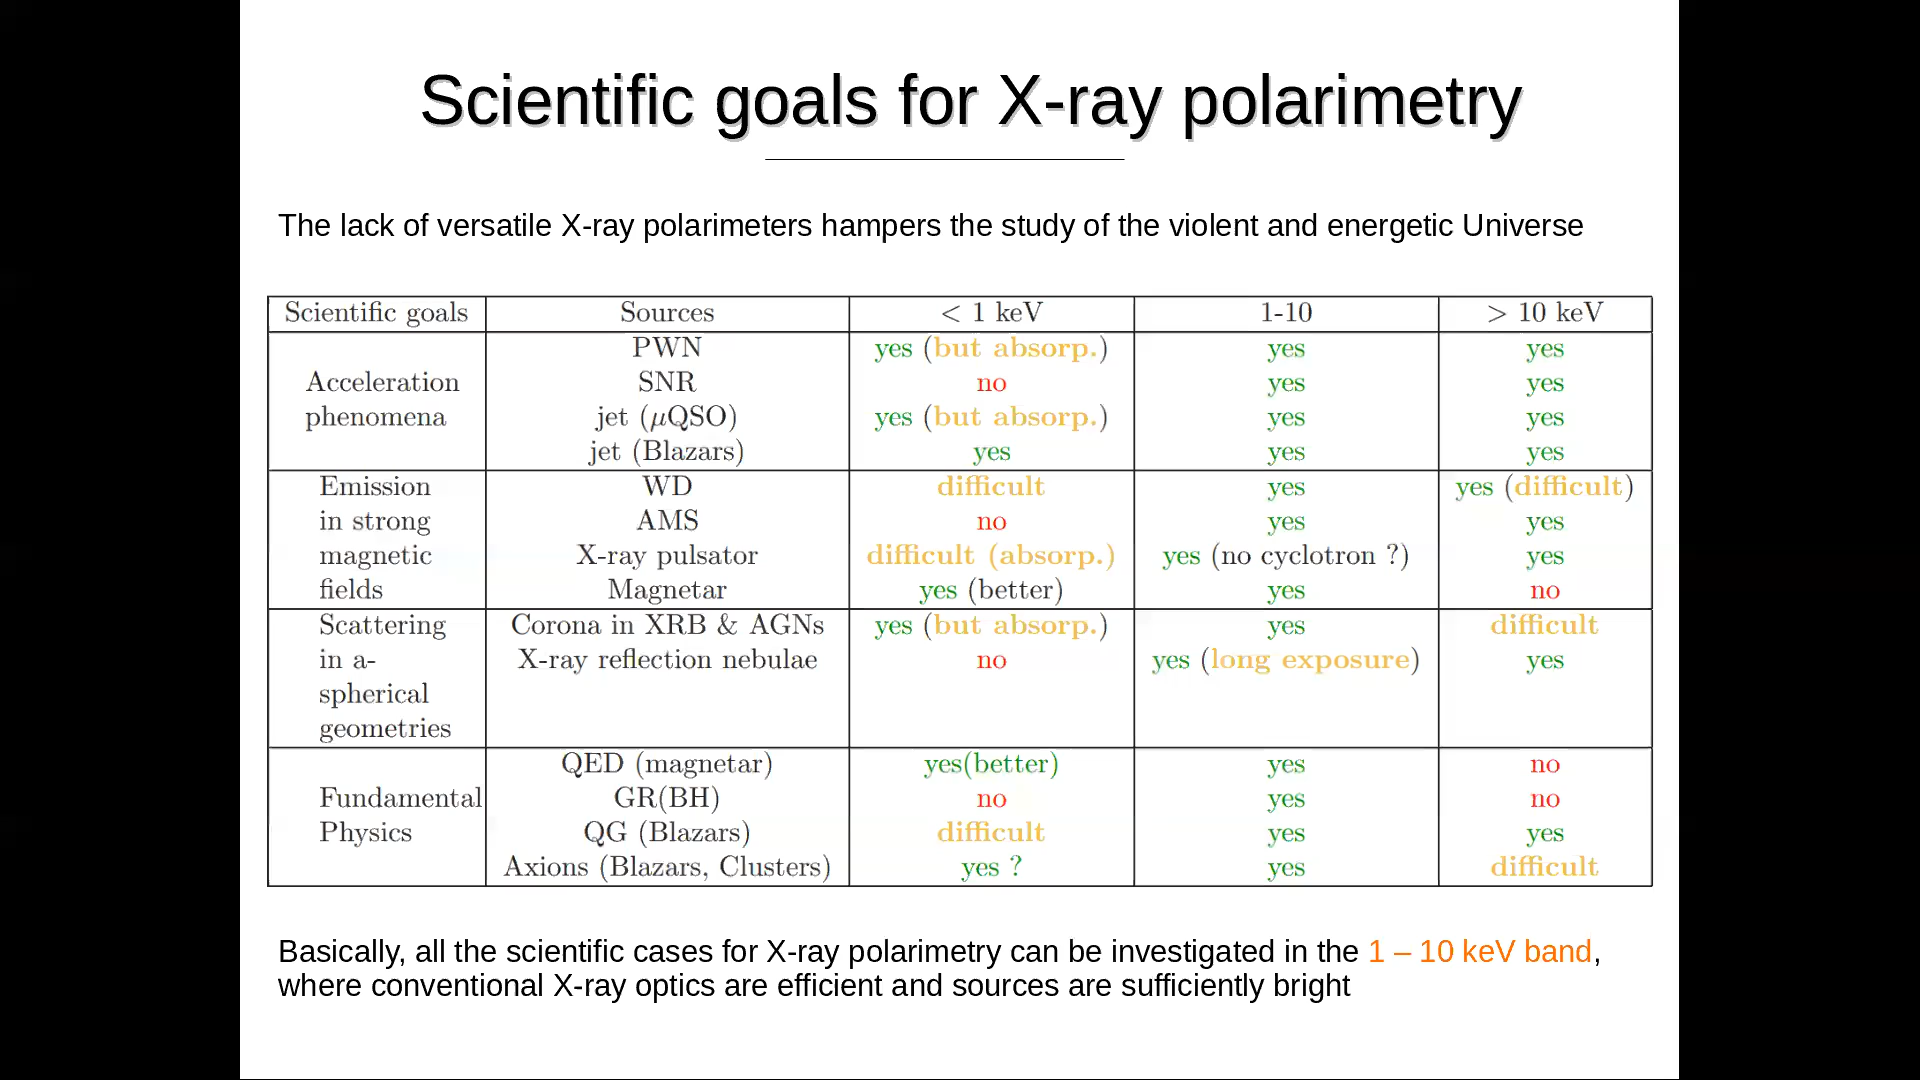 Scientific goals for X-ray polarimetry
The lack of versatile X-ray polarimeters hampers the study of the violent and energetic Universe
Scientific goals Sources < 1 keV 1-10 > 10 keV
PWN yes (but absorp.) yes yes
Acceleration SNR no yes yes
phenomena jet (μQSO) yes (but absorp.) yes yes
jet (Blazars) yes yes yes
Emission WD difficult yes yes (difficult)
in strong AMS no yes yes
magnetic X-ray pulsator difficult (absorp.) yes (no cyclotron ?) yes
fields Magnetar yes (better) yes no
Scattering Corona in XRB & AGNs yes (but absorp.) yes difficult
in a- X-ray reflection nebulae no yes (long exposure) yes
spherical
geometries
QED (magnetar) yes(better) yes no
Fundamental GR(BH) no yes no
Physics QG (Blazars) difficult yes yes
Axions (Blazars, Clusters) yes ? yes difficult
Basically, all the scientific cases for X-ray polarimetry can be investigated in the 1 – 10 keV band,
where conventional X-ray optics are efficient and sources are sufficiently bright